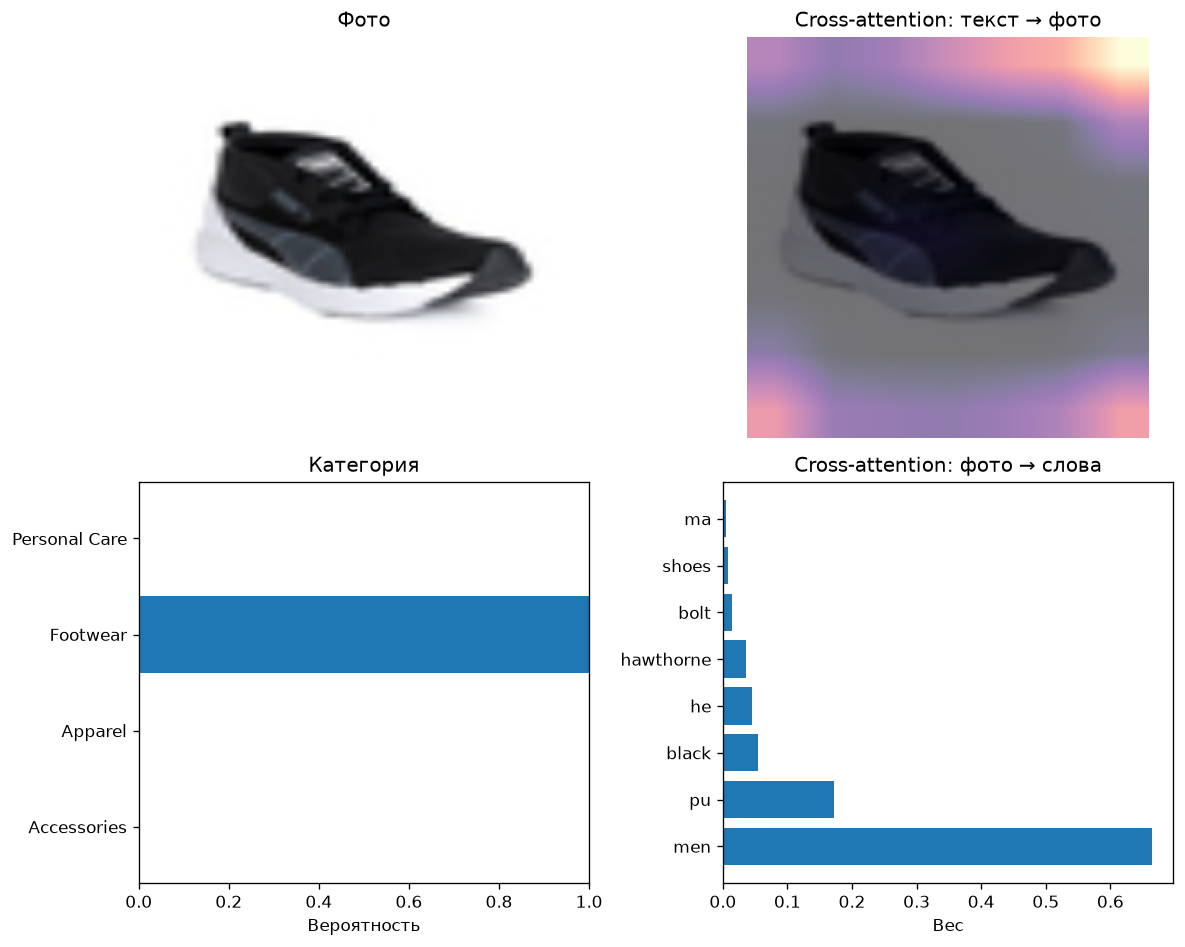 Фото
Cross-attention: текст → фото
Категория
Personal Care
Footwear
Apparel
Accessories
0.0 0.2 0.4 0.6 0.8 1.0
Вероятность
Cross-attention: фото → слова
ma
shoes
bolt
hawthorne
he
black
pu
men
0.0 0.1 0.2 0.3 0.4 0.5 0.6
Вес